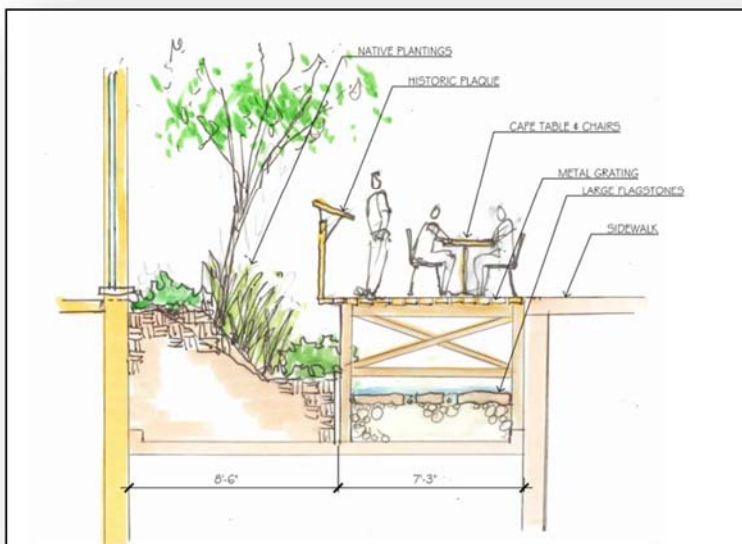 NATIVE PLANTINGS
HISTORIC PLAQUE
CAFE TABLE & CHAIRS
METAL GRATING
LARGE FLAGSTONES
SIDEWALK
8'-6"
7'-3"